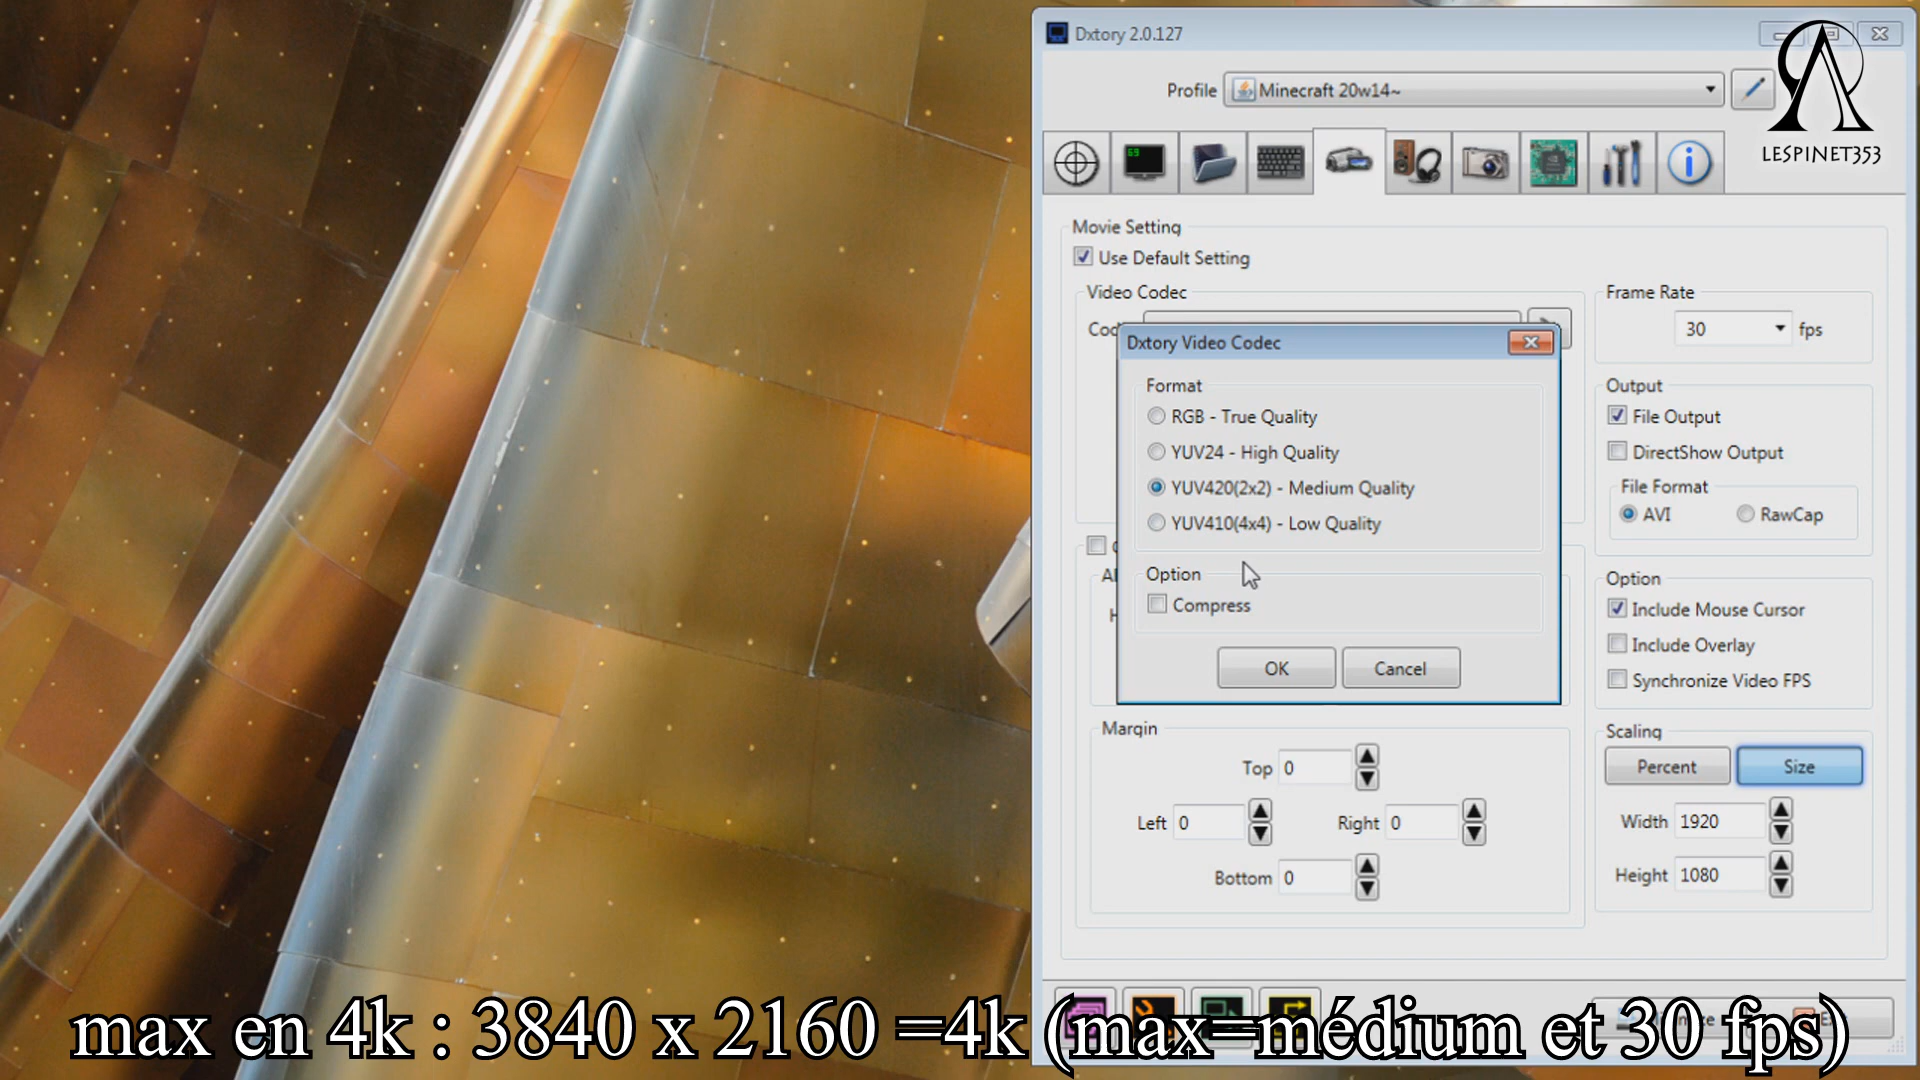 Dxtory 2.0.127
Profile
Minecraft 20w14~
LESPINET353
Movie Setting
Use Default Setting
Video Codec
Dxtory Video Codec
Format
RGB - True Quality
YUV24 - High Quality
YUV420(2x2) - Medium Quality
YUV410(4x4) - Low Quality
Option
Compress
OK
Cancel
Frame Rate
30
fps
Output
File Output
DirectShow Output
File Format
AVI
RawCap
Option
Include Mouse Cursor
Include Overlay
Synchronize Video FPS
Margin
Top
0
Left
0
Right
0
Bottom
0
Scaling
Percent
Size
Width
1920
Height
1080
max en 4k : 3840 x 2160 =4k (max=médium et 30 fps)